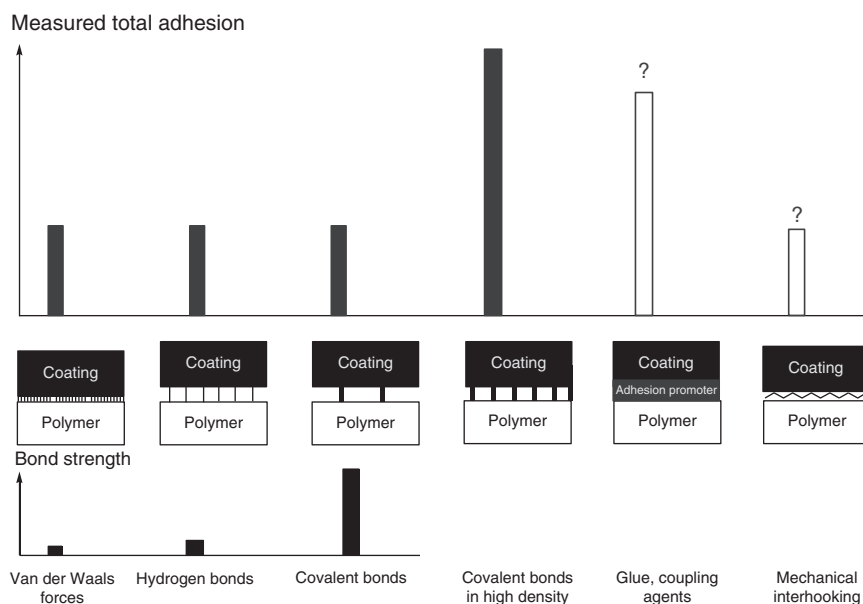 Measured total adhesion
?
?
Coating
Coating
Coating
Coating
Coating
Coating
Adhesion promoter
Polymer
Polymer
Polymer
Polymer
Polymer
Polymer
Bond strength
Van der Waals
forces
Hydrogen bonds
Covalent bonds
Covalent bonds
in high density
Glue, coupling
agents
Mechanical
interhooking